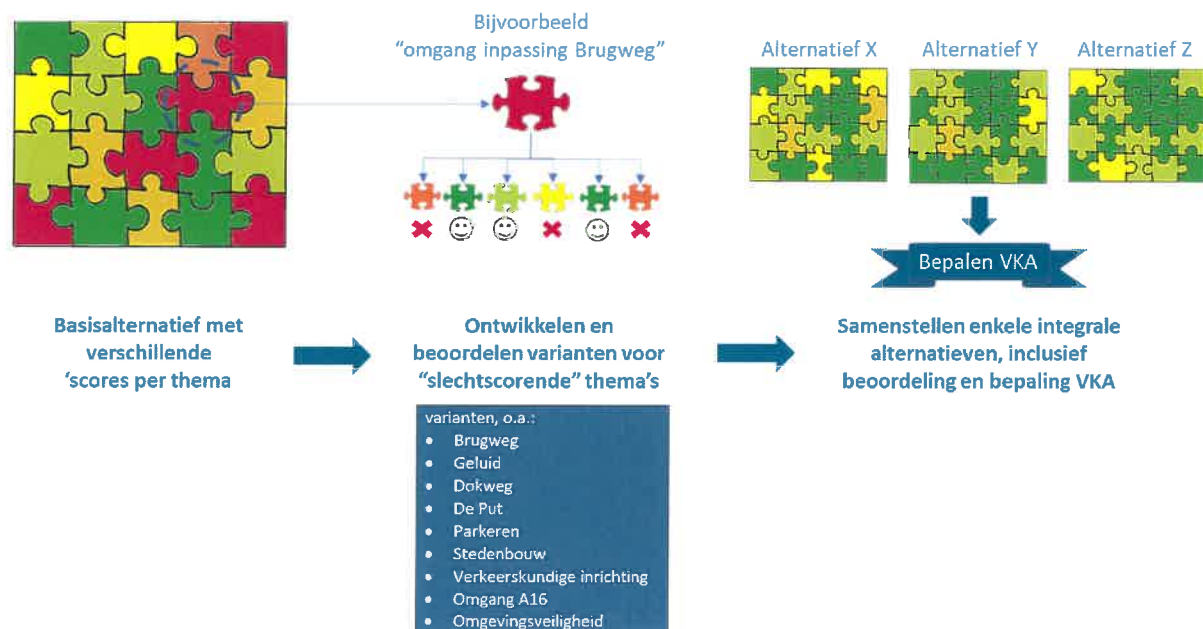 Bijvoorbeeld
"omgang inpassing Brugweg"
Alternatief X
Alternatief Y
Alternatief Z
Bepalen VKA
Basisalternatief met
verschillende
‘scores per thema
Ontwikkelen en
beoordelen varianten voor
“slechtscorende” thema’s
Samenstellen enkele integrale
alternatieven, inclusief
beoordeling en bepaling VKA
varianten, o.a.:
• Brugweg
• Geluid
• Dokweg
• De Put
• Parkeren
• Stedenbouw
• Verkeerskundige inrichting
• Omgang A16
• Omgevingsveiligheid